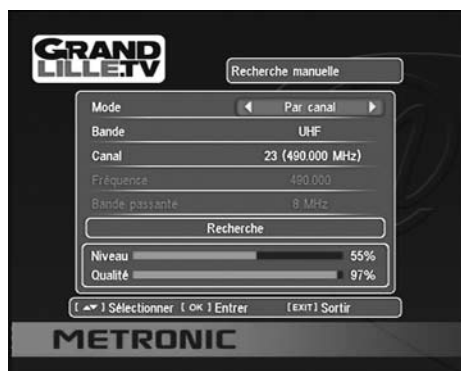 GRAND
LILLE.TV
Recherche manuelle
Mode Par canal
Bande UHF
Canal 23 (490.000 MHz)
Fréquence 490.000
Bande passante 8 MHz
Recherche
Niveau 55%
Qualité 97%
[ ▲▼ ] Sélectionner [ OK ] Entrer [EXIT] Sortir
METRONIC